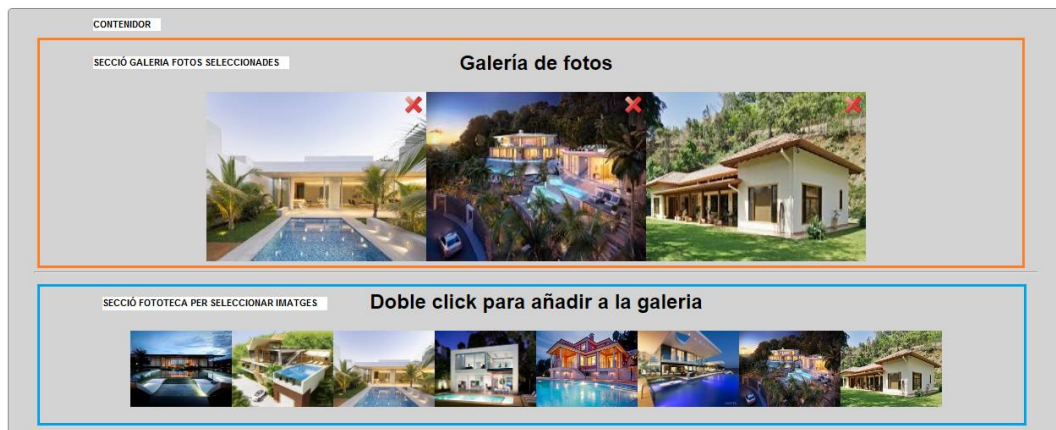 CONTENIDOR
SECCIÓ GALERIA FOTOS SELECCIONADES
Galería de fotos
SECCIÓ FOTOTECA PER SELECCIONAR IMATGES
Doble click para añadir a la galeria